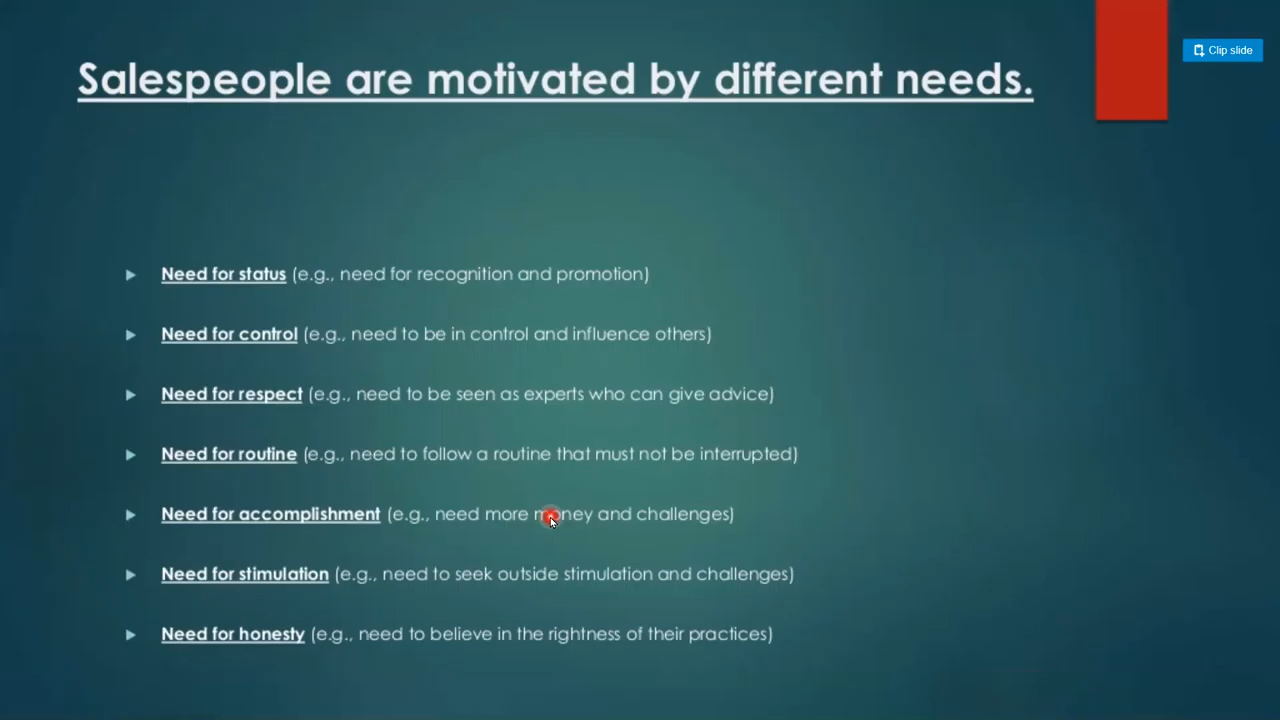 Salespeople are motivated by different needs.
Clip slide
Need for status (e.g., need for recognition and promotion)
Need for control (e.g., need to be in control and influence others)
Need for respect (e.g., need to be seen as experts who can give advice)
Need for routine (e.g., need to follow a routine that must not be interrupted)
Need for accomplishment (e.g., need more money and challenges)
Need for stimulation (e.g., need to seek outside stimulation and challenges)
Need for honesty (e.g., need to believe in the rightness of their practices)